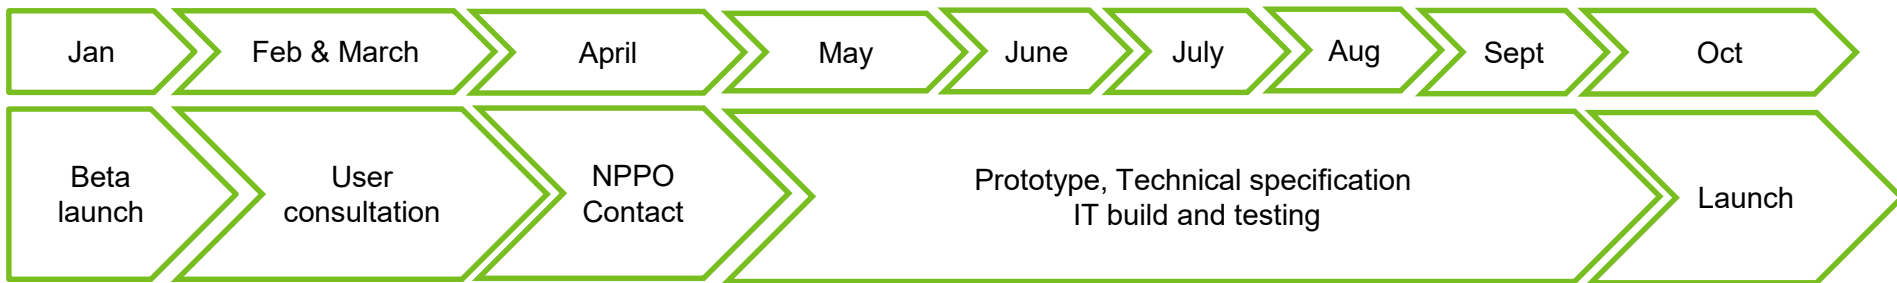 Jan
Feb & March
April
May
June
July
Aug
Sept
Oct
Beta
launch
User
consultation
NPPO
Contact
Prototype, Technical specification
IT build and testing
Launch